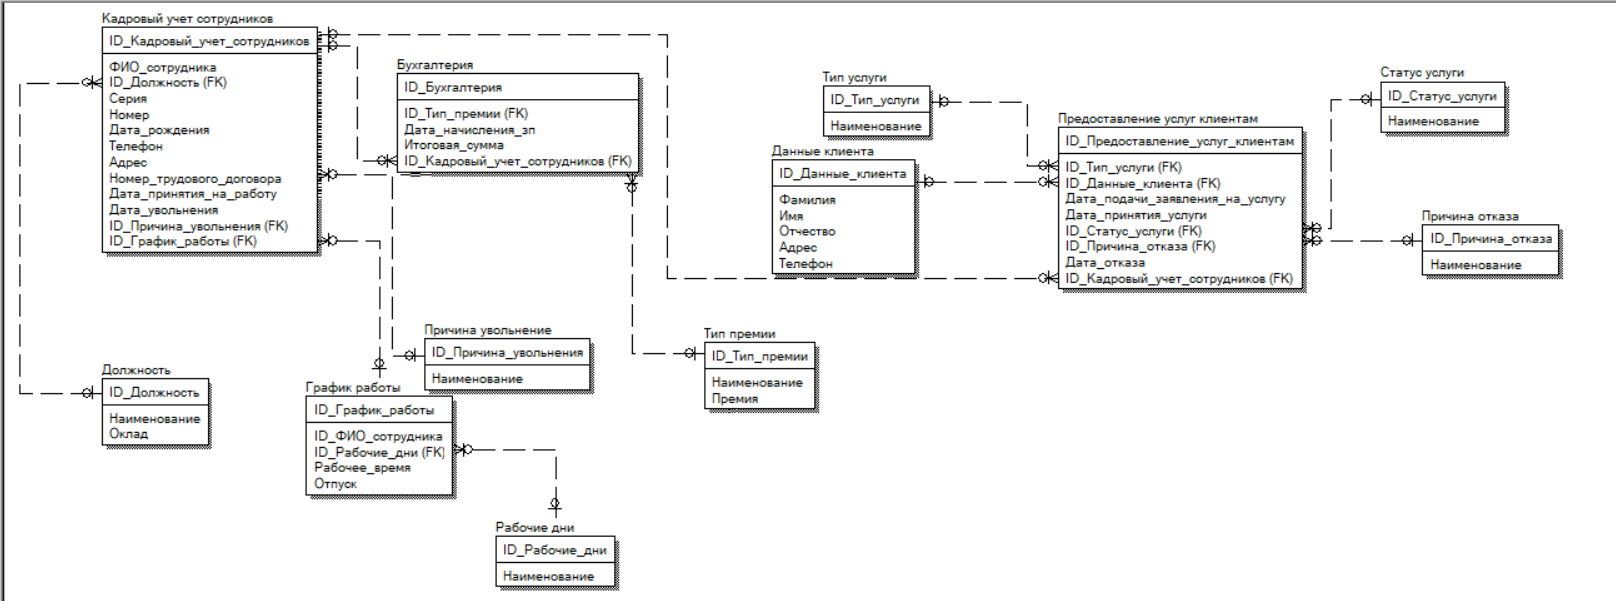 Кадровый учет сотрудников
ID_Кадровый_учет_сотрудников
ФИО_сотрудника
ID_Должность (FK)
Серия
Номер
Дата_рождения
Телефон
Адрес
Номер_трудового_договора
Дата_принятия_на_работу
Дата_увольнения
ID_Причина_увольнения (FK)
ID_График_работы (FK)
Бухгалтерия
ID_Бухгалтерия
ID_Тип_премии (FK)
Дата_начисления_зп
Итоговая_сумма
ID_Кадровый_учет_сотрудников (FK)
Тип услуги
ID_Тип_услуги
Наименование
Данные клиента
ID_Данные_клиента
Фамилия
Имя
Отчество
Адрес
Телефон
Предоставление услуг клиентам
ID_Предоставление_услуг_клиентам
ID_Тип_услуги (FK)
ID_Данные_клиента (FK)
Дата_подачи_заявления_на_услугу
Дата_принятия_услуги
ID_Статус_услуги (FK)
ID_Причина_отказа (FK)
Дата_отказа
ID_Кадровый_учет_сотрудников (FK)
Статус услуги
ID_Статус_услуги
Наименование
Причина отказа
ID_Причина_отказа
Наименование
Должность
ID_Должность
Наименование
Оклад
Причина увольнение
ID_Причина_увольнения
Наименование
График работы
ID_График_работы
ID_ФИО_сотрудника
ID_Рабочие_дни (FK)
Рабочее_время
Отпуск
Тип премии
ID_Тип_премии
Наименование
Премия
Рабочие дни
ID_Рабочие_дни
Наименование